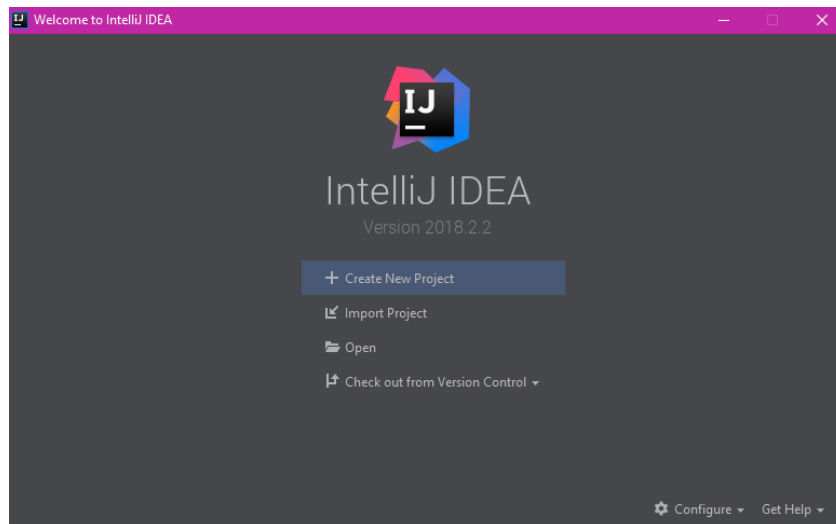 Welcome to IntelliJ IDEA
IJ
IntelliJ IDEA
Version 2018.2.2
Create New Project
Import Project
Open
Check out from Version Control
Configure Get Help